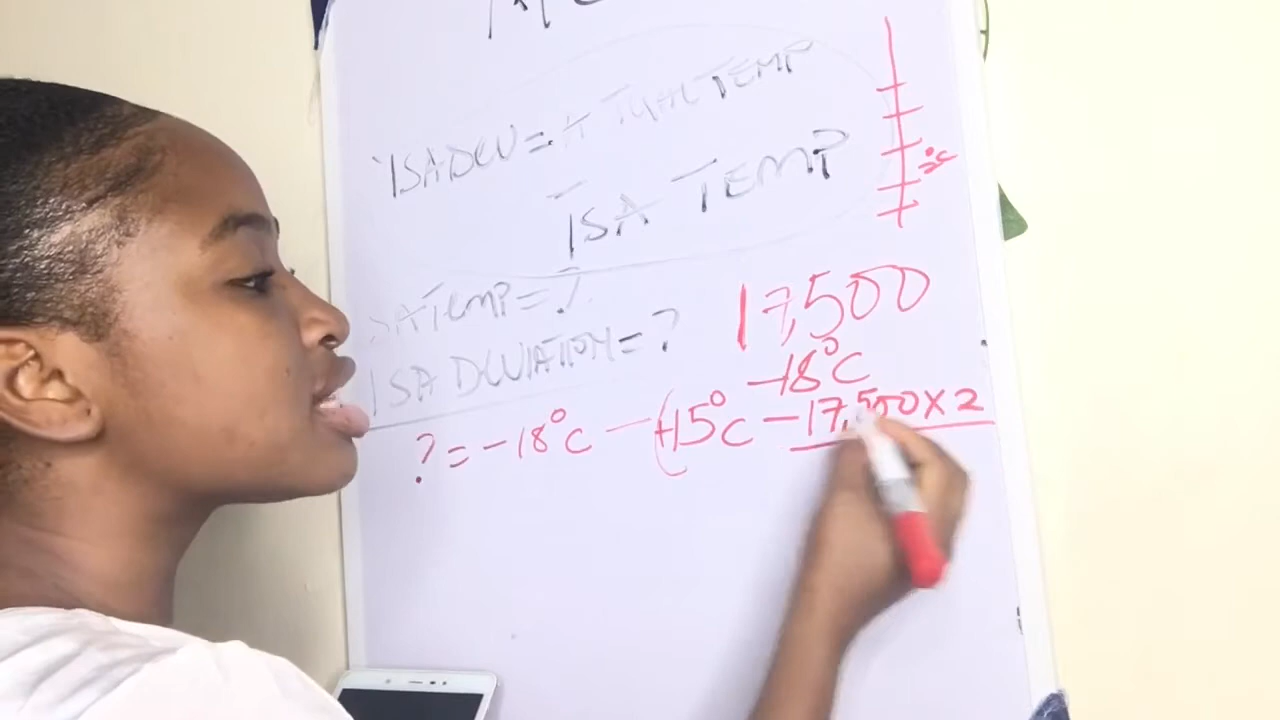 ISA DEV = ACTUAL TEMP
- ISA TEMP
°C
ISA TEMP = ?
17,500
ISA DEVIATION = ?
-18°C
? = -18°C - (+15°C - 17,500 x 2